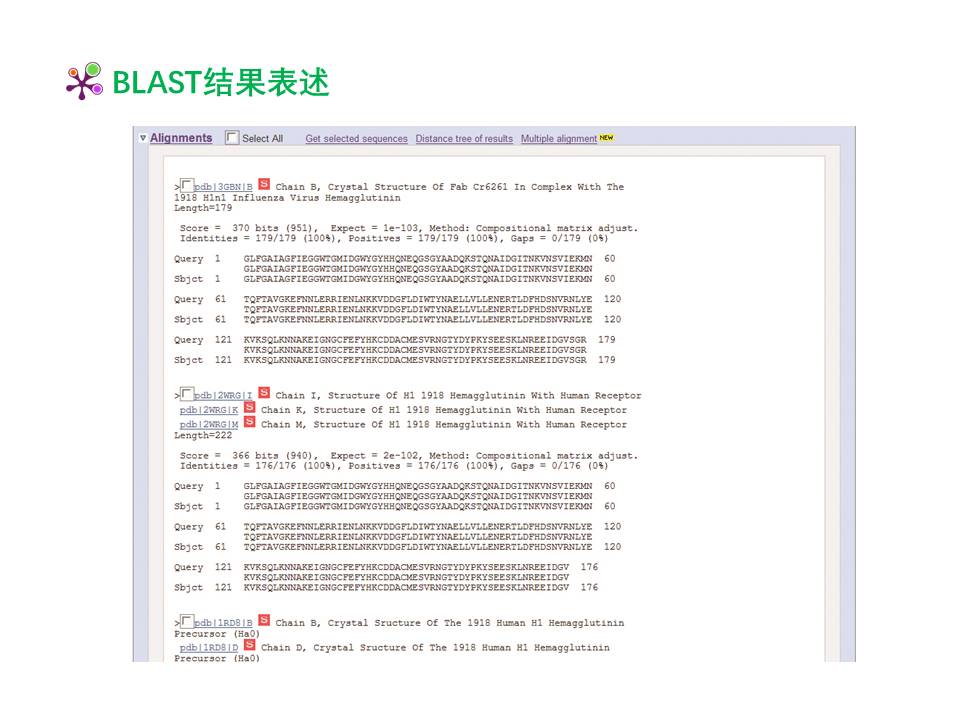 BLAST结果表述
Alignments Select All Get selected sequences Distance tree of results Multiple alignment NEW
>pdb|3GBN|B S Chain B, Crystal Structure Of Fab Cr6261 In Complex With The
1918 H1n1 Influenza Virus Hemagglutinin
Length=179
Score = 370 bits (951), Expect = 1e-103, Method: Compositional matrix adjust.
Identities = 179/179 (100%), Positives = 179/179 (100%), Gaps = 0/179 (0%)
Query 1 GLFGAIAGFIEGGWTGMIDGWYGYHHQNEQGSGYAADQKSTQNAIDGITNKVNSVIEKMN 60
GLFGAIAGFIEGGWTGMIDGWYGYHHQNEQGSGYAADQKSTQNAIDGITNKVNSVIEKMN
Sbjct 1 GLFGAIAGFIEGGWTGMIDGWYGYHHQNEQGSGYAADQKSTQNAIDGITNKVNSVIEKMN 60
Query 61 TQFTAVGKEFNNLERRIENLNKKVDDGFLDIWTYNAELLVLLENERTLDFHDSNVRNLYE 120
TQFTAVGKEFNNLERRIENLNKKVDDGFLDIWTYNAELLVLLENERTLDFHDSNVRNLYE
Sbjct 61 TQFTAVGKEFNNLERRIENLNKKVDDGFLDIWTYNAELLVLLENERTLDFHDSNVRNLYE 120
Query 121 KVKSQLKNNAKEIGNGCFEFYHKCDDACMESVRNGTYDYPKYSEESKLNREEIDGVSGR 179
KVKSQLKNNAKEIGNGCFEFYHKCDDACMESVRNGTYDYPKYSEESKLNREEIDGVSGR
Sbjct 121 KVKSQLKNNAKEIGNGCFEFYHKCDDACMESVRNGTYDYPKYSEESKLNREEIDGVSGR 179
>pdb|2WRG|I S Chain I, Structure Of H1 1918 Hemagglutinin With Human Receptor
pdb|2WRG|K S Chain K, Structure Of H1 1918 Hemagglutinin With Human Receptor
pdb|2WRG|M S Chain M, Structure Of H1 1918 Hemagglutinin With Human Receptor
Length=222
Score = 366 bits (940), Expect = 2e-102, Method: Compositional matrix adjust.
Identities = 176/176 (100%), Positives = 176/176 (100%), Gaps = 0/176 (0%)
Query 1 GLFGAIAGFIEGGWTGMIDGWYGYHHQNEQGSGYAADQKSTQNAIDGITNKVNSVIEKMN 60
GLFGAIAGFIEGGWTGMIDGWYGYHHQNEQGSGYAADQKSTQNAIDGITNKVNSVIEKMN
Sbjct 1 GLFGAIAGFIEGGWTGMIDGWYGYHHQNEQGSGYAADQKSTQNAIDGITNKVNSVIEKMN 60
Query 61 TQFTAVGKEFNNLERRIENLNKKVDDGFLDIWTYNAELLVLLENERTLDFHDSNVRNLYE 120
TQFTAVGKEFNNLERRIENLNKKVDDGFLDIWTYNAELLVLLENERTLDFHDSNVRNLYE
Sbjct 61 TQFTAVGKEFNNLERRIENLNKKVDDGFLDIWTYNAELLVLLENERTLDFHDSNVRNLYE 120
Query 121 KVKSQLKNNAKEIGNGCFEFYHKCDDACMESVRNGTYDYPKYSEESKLNREEIDGV 176
KVKSQLKNNAKEIGNGCFEFYHKCDDACMESVRNGTYDYPKYSEESKLNREEIDGV
Sbjct 121 KVKSQLKNNAKEIGNGCFEFYHKCDDACMESVRNGTYDYPKYSEESKLNREEIDGV 176
>pdb|1RD8|B S Chain B, Crystal Sructure Of The 1918 Human H1 Hemagglutinin
Precursor (Ha0)
pdb|1RD8|D S Chain D, Crystal Sructure Of The 1918 Human H1 Hemagglutinin
Precursor (Ha0)